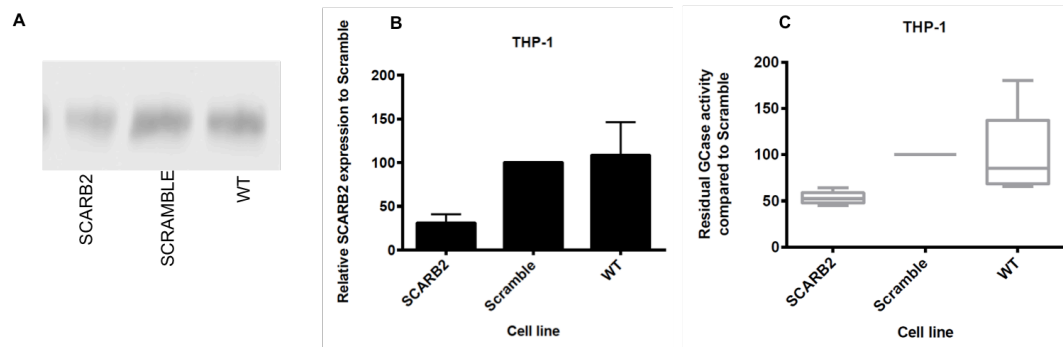 A
SCARB2
SCRAMBLE
WT
B
THP-1
Relative SCARB2 expression to Scramble
200
150
100
50
0
SCARB2
Scramble
WT
Cell line
C
THP-1
Residual GCase activity
compared to Scramble
200
150
100
50
0
SCARB2
Scramble
WT
Cell line